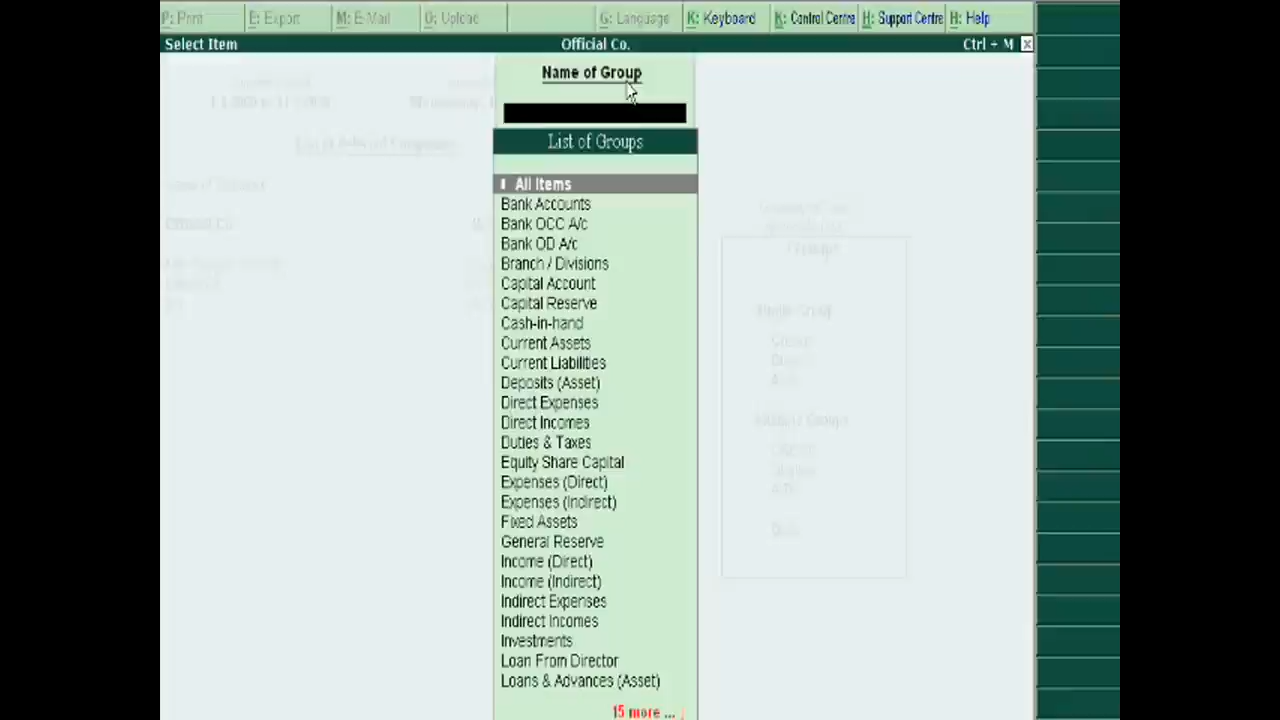 P: Print E: Export M: E-Mail O: Upload G: Language K: Keyboard K: Control Centre H: Support Centre H: Help
Select Item Official Co. Ctrl + M
Name of Group
List of Groups
All Items
Bank Accounts
Bank OCC A/c
Bank OD A/c
Branch / Divisions
Capital Account
Capital Reserve
Cash-in-hand
Current Assets
Current Liabilities
Deposits (Asset)
Direct Expenses
Direct Incomes
Duties & Taxes
Equity Share Capital
Expenses (Direct)
Expenses (Indirect)
Fixed Assets
General Reserve
Income (Direct)
Income (Indirect)
Indirect Expenses
Indirect Incomes
Investments
Loan From Director
Loans & Advances (Asset)
15 more ...